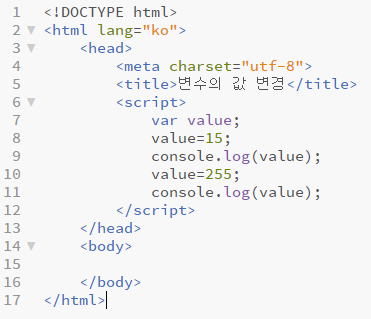 1 <!DOCTYPE html>
2 <html lang="ko">
3 <head>
4 <meta charset="utf-8">
5 <title>변수의 값 변경</title>
6 <script>
7 var value;
8 value=15;
9 console.log(value);
10 value=255;
11 console.log(value);
12 </script>
13 </head>
14 <body>
15
16 </body>
17 </html>